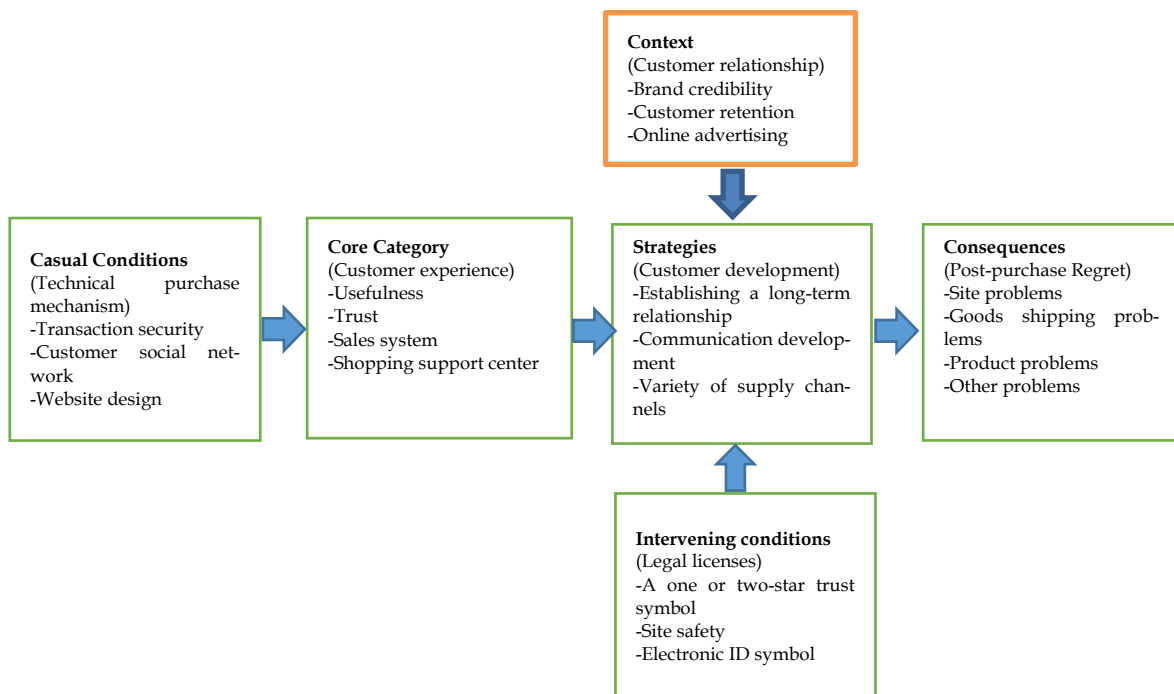 Context
(Customer relationship)
-Brand credibility
-Customer retention
-Online advertising
Casual Conditions
(Technical purchase
mechanism)
-Transaction security
-Customer social net-
work
-Website design
Core Category
(Customer experience)
-Usefulness
-Trust
-Sales system
-Shopping support center
Strategies
(Customer development)
-Establishing a long-term
relationship
-Communication develop-
ment
-Variety of supply chan-
nels
Consequences
(Post-purchase Regret)
-Site problems
-Goods shipping prob-
lems
-Product problems
-Other problems
Intervening conditions
(Legal licenses)
-A one or two-star trust
symbol
-Site safety
-Electronic ID symbol